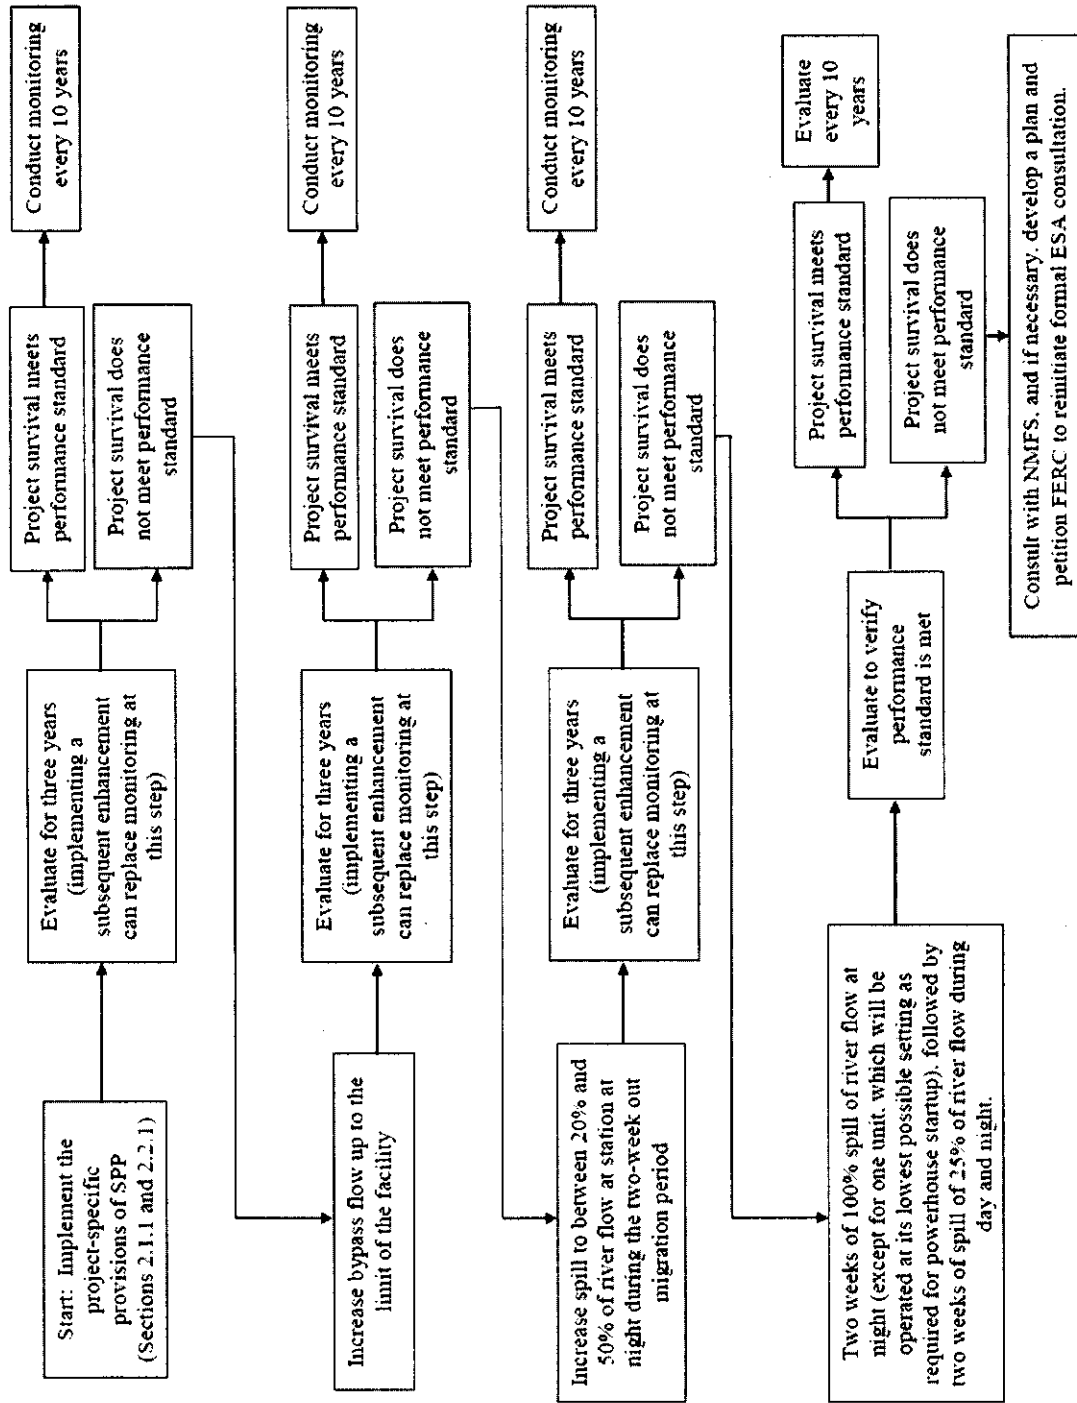 Start: Implement the
project-specific
provisions of SPP
(Sections 2.1.1 and 2.2.1)
Evaluate for three years
(implementing a
subsequent enhancement
can replace monitoring at
this step)
Project survival meets
performance standard
Conduct monitoring
every 10 years
Project survival does
not meet performance
standard
Increase bypass flow up to the
limit of the facility
Evaluate for three years
(implementing a
subsequent enhancement
can replace monitoring at
this step)
Project survival meets
performance standard
Conduct monitoring
every 10 years
Project survival does
not meet performance
standard
Increase spill to between 20% and
50% of river flow at station at
night during the two-week out
migration period
Evaluate for three years
(implementing a
subsequent enhancement
can replace monitoring at
this step)
Project survival meets
performance standard
Conduct monitoring
every 10 years
Project survival does
not meet performance
standard
Two weeks of 100% spill of river flow at
night (except for one unit, which will be
operated at its lowest possible setting as
required for powerhouse startup), followed by
two weeks of spill of 25% of river flow during
day and night.
Evaluate to verify
performance
standard is met
Project survival meets
performance standard
Evaluate
every 10
years
Project survival does
not meet performance
standard
Consult with NMFS, and if necessary, develop a plan and
petition FERC to reinitiate formal ESA consultation.